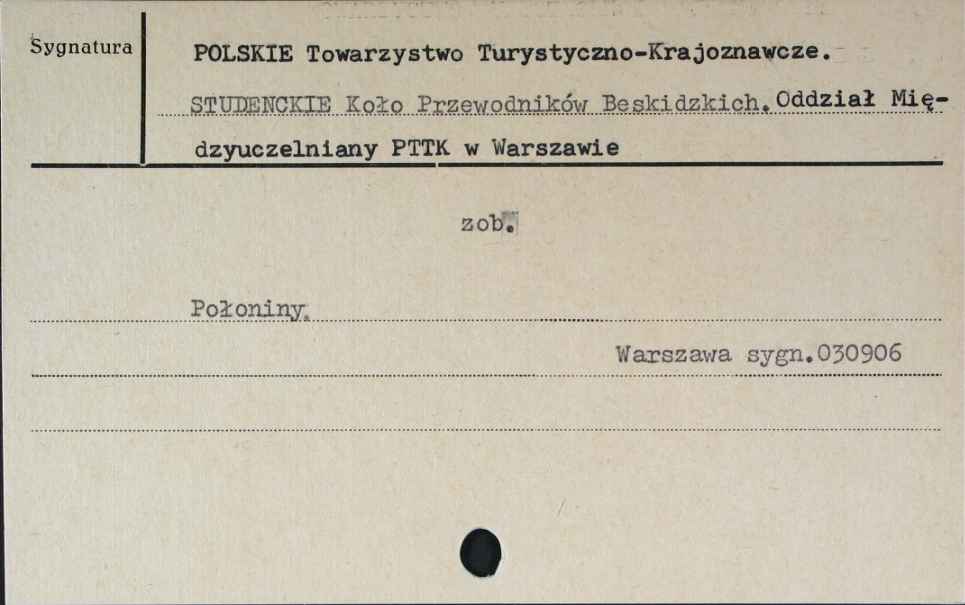 Sygnatura
POLSKIE Towarzystwo Turystyczno-Krajoznawcze.
STUDENCKIE Koło Przewodników Beskidzkich. Oddział Mię-
dzyuczelniany PTTK w Warszawie
zob.
Połoniny.
Warszawa sygn.030906